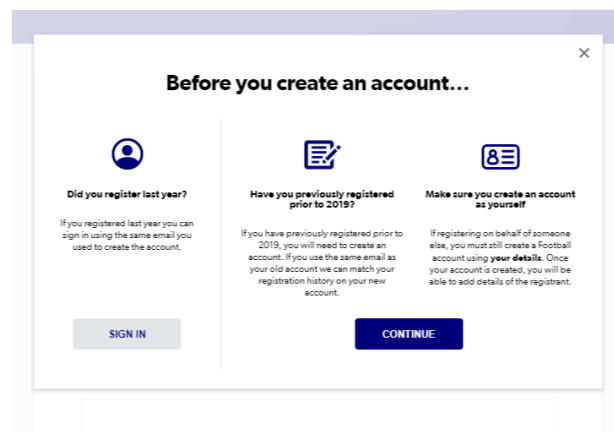 Before you create an account...
Did you register last year?
If you registered last year you can
sign in using the same email you
used to create the account.
SIGN IN
Have you previously registered
prior to 2019?
If you have previously registered prior to
2019, you will need to create an
account. If you use the same email as
your old account we can match your
registration history on your new
account.
Make sure you create an account
as yourself
If registering on behalf of someone
else, you must still create a Football
account using your details. Once
your account is created, you will be
able to add details of the registrant.
CONTINUE